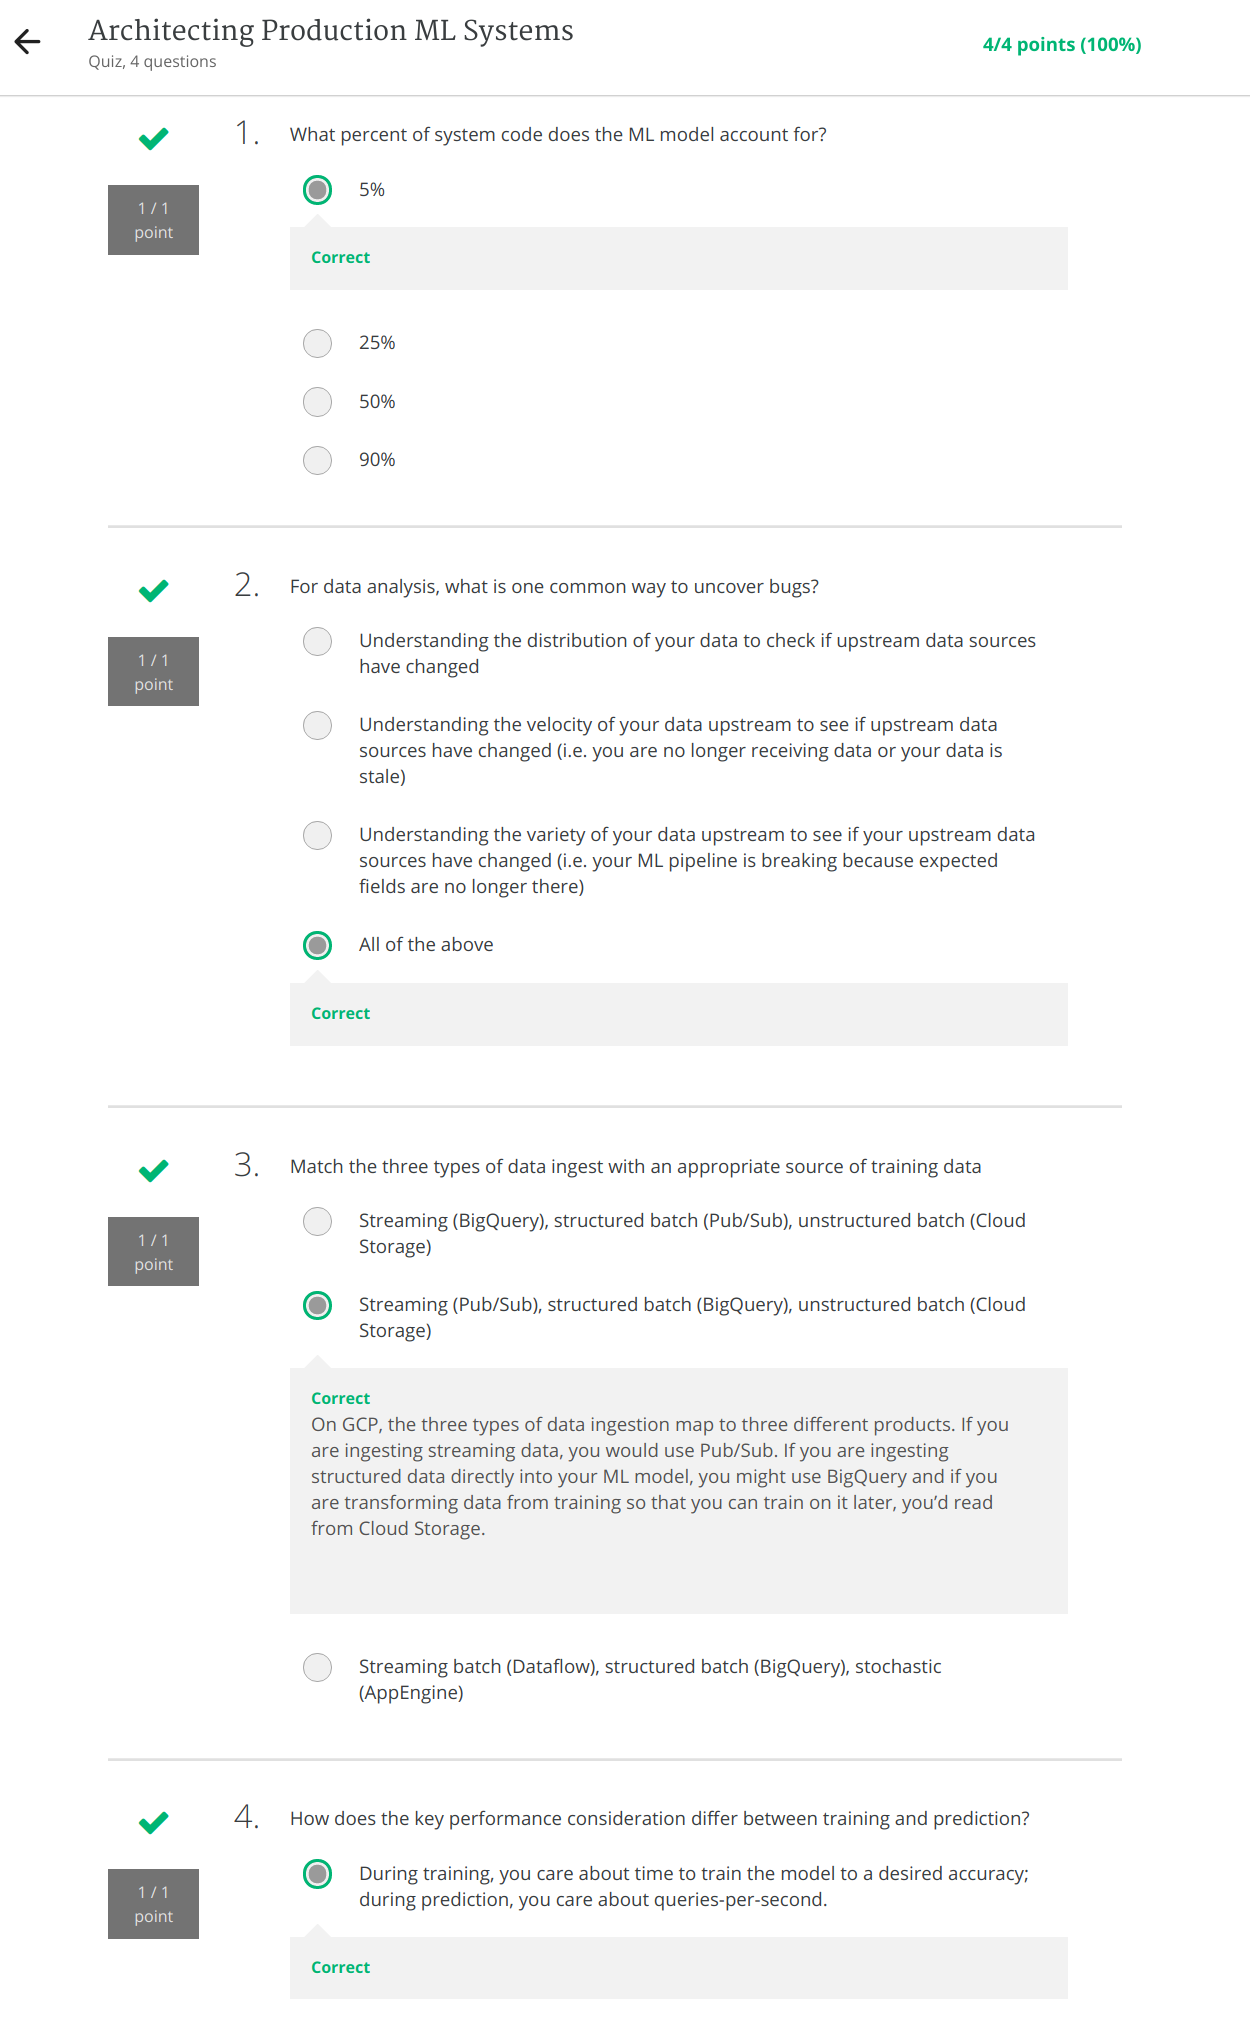 Architecting Production ML Systems
Quiz, 4 questions
4/4 points (100%)
1 / 1
point
1.
What percent of system code does the ML model account for?
5%
Correct
25%
50%
90%
1 / 1
point
2.
For data analysis, what is one common way to uncover bugs?
Understanding the distribution of your data to check if upstream data sources
have changed
Understanding the velocity of your data upstream to see if upstream data
sources have changed (i.e. you are no longer receiving data or your data is
stale)
Understanding the variety of your data upstream to see if your upstream data
sources have changed (i.e. your ML pipeline is breaking because expected
fields are no longer there)
All of the above
Correct
1 / 1
point
3.
Match the three types of data ingest with an appropriate source of training data
Streaming (BigQuery), structured batch (Pub/Sub), unstructured batch (Cloud
Storage)
Streaming (Pub/Sub), structured batch (BigQuery), unstructured batch (Cloud
Storage)
Correct
On GCP, the three types of data ingestion map to three different products. If you
are ingesting streaming data, you would use Pub/Sub. If you are ingesting
structured data directly into your ML model, you might use BigQuery and if you
are transforming data from training so that you can train on it later, you’d read
from Cloud Storage.
Streaming batch (Dataflow), structured batch (BigQuery), stochastic
(AppEngine)
1 / 1
point
4.
How does the key performance consideration differ between training and prediction?
During training, you care about time to train the model to a desired accuracy;
during prediction, you care about queries-per-second.
Correct